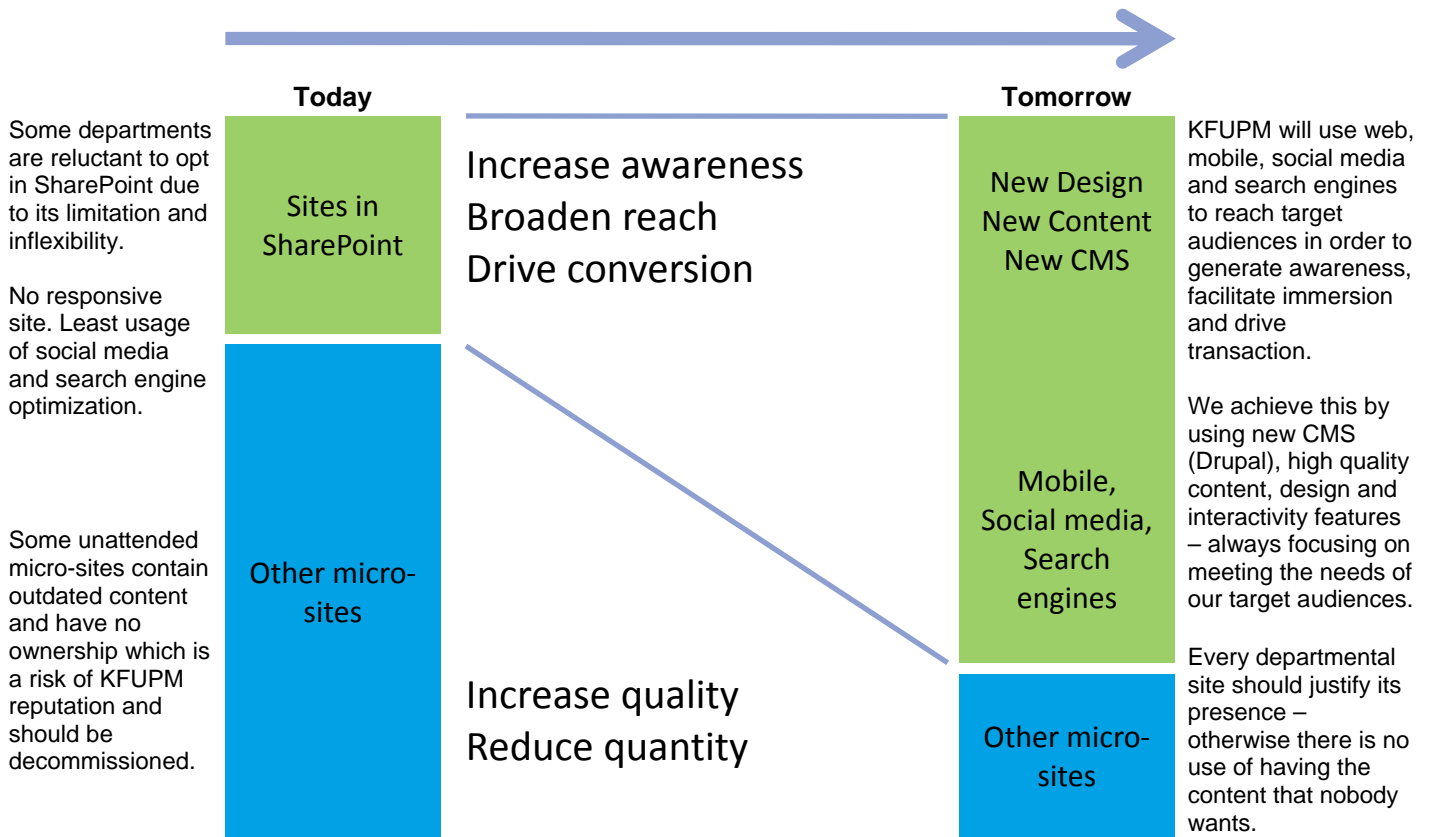 Today
Some departments
are reluctant to opt
in SharePoint due
to its limitation and
inflexibility.
No responsive
site. Least usage
of social media
and search engine
optimization.
Some unattended
micro-sites contain
outdated content
and have no
ownership which is
a risk of KFUPM
reputation and
should be
decommissioned.
Sites in
SharePoint
Other micro-
sites
Increase awareness
Broaden reach
Drive conversion
Increase quality
Reduce quantity
Tomorrow
New Design
New Content
New CMS
Mobile,
Social media,
Search
engines
Other micro-
sites
KFUPM will use web,
mobile, social media
and search engines
to reach target
audiences in order to
generate awareness,
facilitate immersion
and drive
transaction.
We achieve this by
using new CMS
(Drupal), high quality
content, design and
interactivity features
– always focusing on
meeting the needs of
our target audiences.
Every departmental
site should justify its
presence –
otherwise there is no
use of having the
content that nobody
wants.